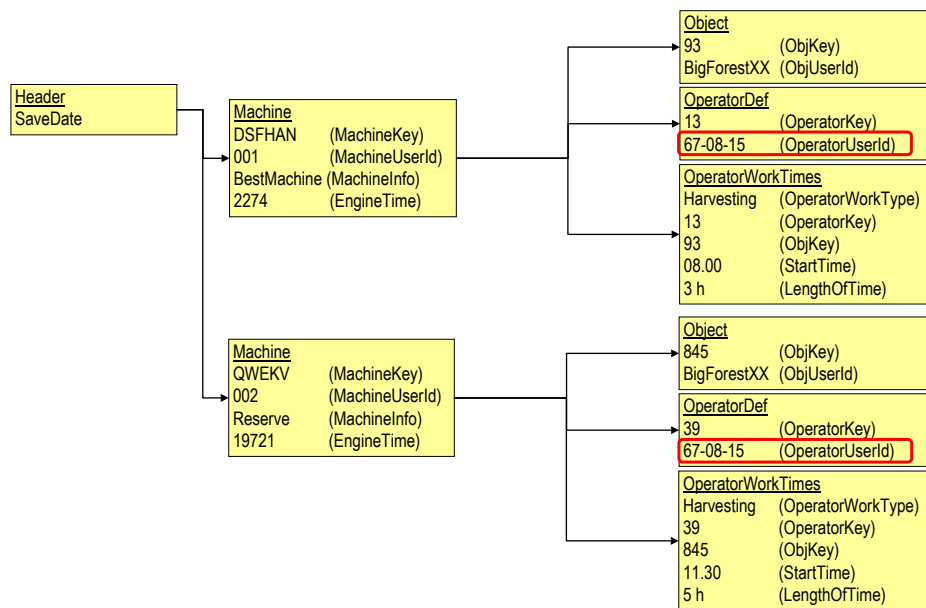 Header
SaveDate
Machine
DSFHAN (MachineKey)
001 (MachineUserId)
BestMachine (MachineInfo)
2274 (EngineTime)
Object
93 (ObjKey)
BigForestXX (ObjUserId)
OperatorDef
13 (OperatorKey)
67-08-15 (OperatorUserId)
OperatorWorkTimes
Harvesting (OperatorWorkType)
13 (OperatorKey)
93 (ObjKey)
08.00 (StartTime)
3 h (LengthOfTime)
Machine
QWEKV (MachineKey)
002 (MachineUserId)
Reserve (MachineInfo)
19721 (EngineTime)
Object
845 (ObjKey)
BigForestXX (ObjUserId)
OperatorDef
39 (OperatorKey)
67-08-15 (OperatorUserId)
OperatorWorkTimes
Harvesting (OperatorWorkType)
39 (OperatorKey)
845 (ObjKey)
11.30 (StartTime)
5 h (LengthOfTime)